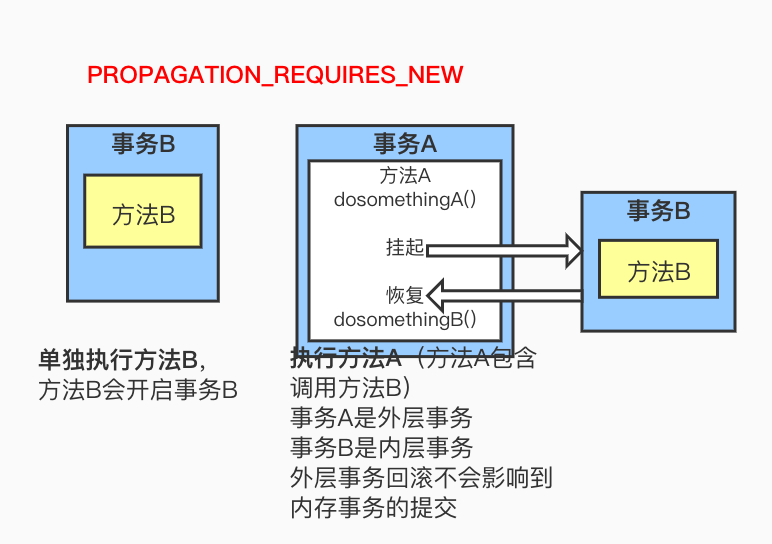 PROPAGATION_REQUIRES_NEW
事务B
方法B
单独执行方法B，
方法B会开启事务B
事务A
方法A
dosomethingA()
挂起
恢复
dosomethingB()
事务B
方法B
执行方法A（方法A包含
调用方法B）
事务A是外层事务
事务B是内层事务
外层事务回滚不会影响到
内存事务的提交